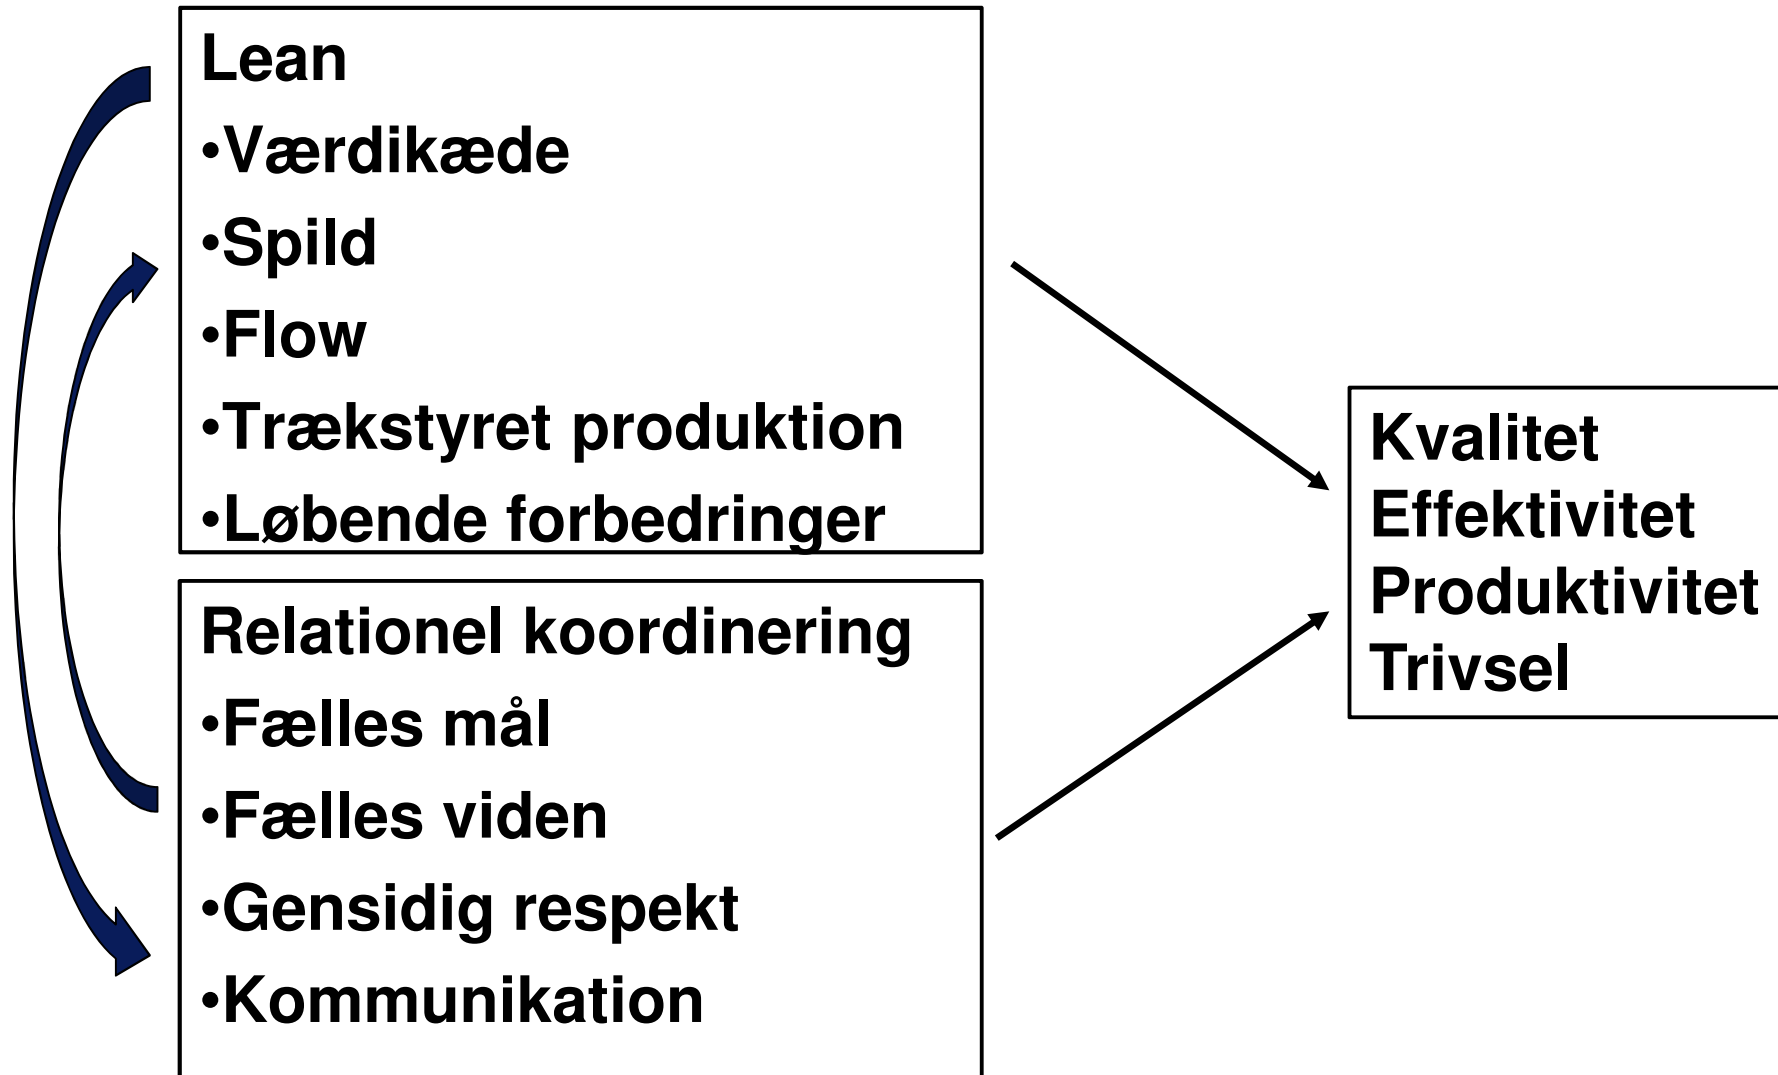 Lean
•Værdikæde
•Spild
•Flow
•Trækstyret produktion
•Løbende forbedringer
Relationel koordinering
•Fælles mål
•Fælles viden
•Gensidig respekt
•Kommunikation
Kvalitet
Effektivitet
Produktivitet
Trivsel